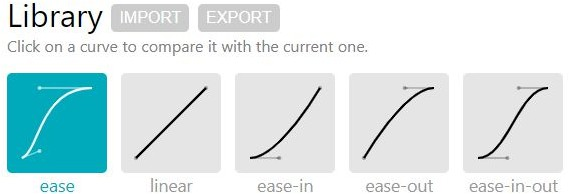 Library IMPORT EXPORT
Click on a curve to compare it with the current one.
ease linear ease-in ease-out ease-in-out